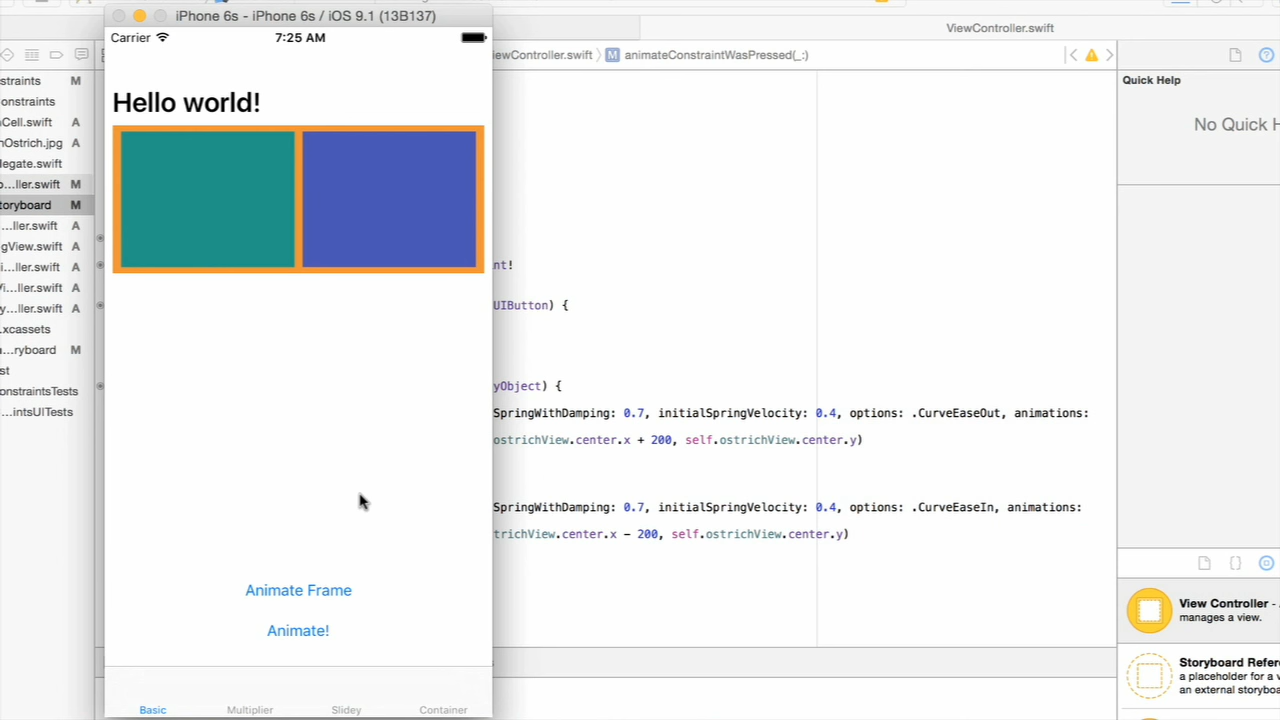 iPhone 6s - iPhone 6s / iOS 9.1 (13B137)
ViewController.swift
Carrier 7:25 AM
iewController.swift M animateConstraintWasPressed(_:)
Hello world!
straints M
onstraints
nCell.swift A
nOstrich.jpg A
legate.swift
o...ller.swift M
toryboard M
...ller.swift A
gView.swift A
i...ller.swift A
Vi...ller.swift A
y...ller.swift A
.xcassets
a...ryboard M
st
onstraintsTests
...intsUITests
nt!
UIButton) {
yObject) {
SpringWithDamping: 0.7, initialSpringVelocity: 0.4, options: .CurveEaseOut, animations:
ostrichView.center.x + 200, self.ostrichView.center.y)
SpringWithDamping: 0.7, initialSpringVelocity: 0.4, options: .CurveEaseIn, animations:
trichView.center.x - 200, self.ostrichView.center.y)
Animate Frame
Animate!
Basic Multiplier Slidey Container
Quick Help
No Quick H
{}
View Controller -
manages a view.
Storyboard Refer
a placeholder for a v
an external storyboa